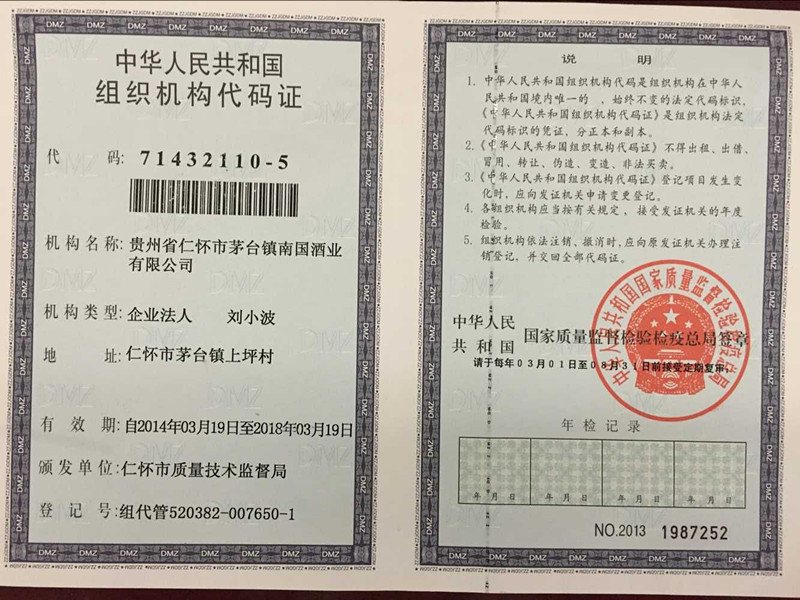 中华人民共和国
组织机构代码证
代 码: 71432110-5
机构名称: 贵州省仁怀市茅台镇南国酒业
有限公司
机构类型: 企业法人 刘小波
地 址: 仁怀市茅台镇上坪村
有 效 期: 自2014年03月19日至2018年03月19日
颁发单位: 仁怀市质量技术监督局
登 记 号: 组代管520382-007650-1
说 明
1. 中华人民共和国组织机构代码是组织机构在中华人
民共和国境内唯一的 ，始终不变的法定代码标识，
《中华人民共和国组织机构代码证》是组织机构法定
代码标识的凭证，分正本和副本。
2.《中华人民共和国组织机构代码证》不得出租、出借、
冒用、转让、伪造、变造、非法买卖。
3.《中华人民共和国组织机构代码证》登记项目发生变
化时，应向发证机关申请变更登记。
4. 各组织机构应当按有关规定，接受发证机关的年度
检验。
5. 组织机构依法注销、撤消时，应向原发证机关办理注
销登记，并交回全部代码证。
中华人民
共和国 国家质量监督检验检疫总局签章
请于每年03月01日至08月31日前接受定期复审
中华人民共和国国家质量监督检验检疫总局
年检记录
年 月 日 年 月 日 年 月 日 年 月 日
NO.2013 1987252